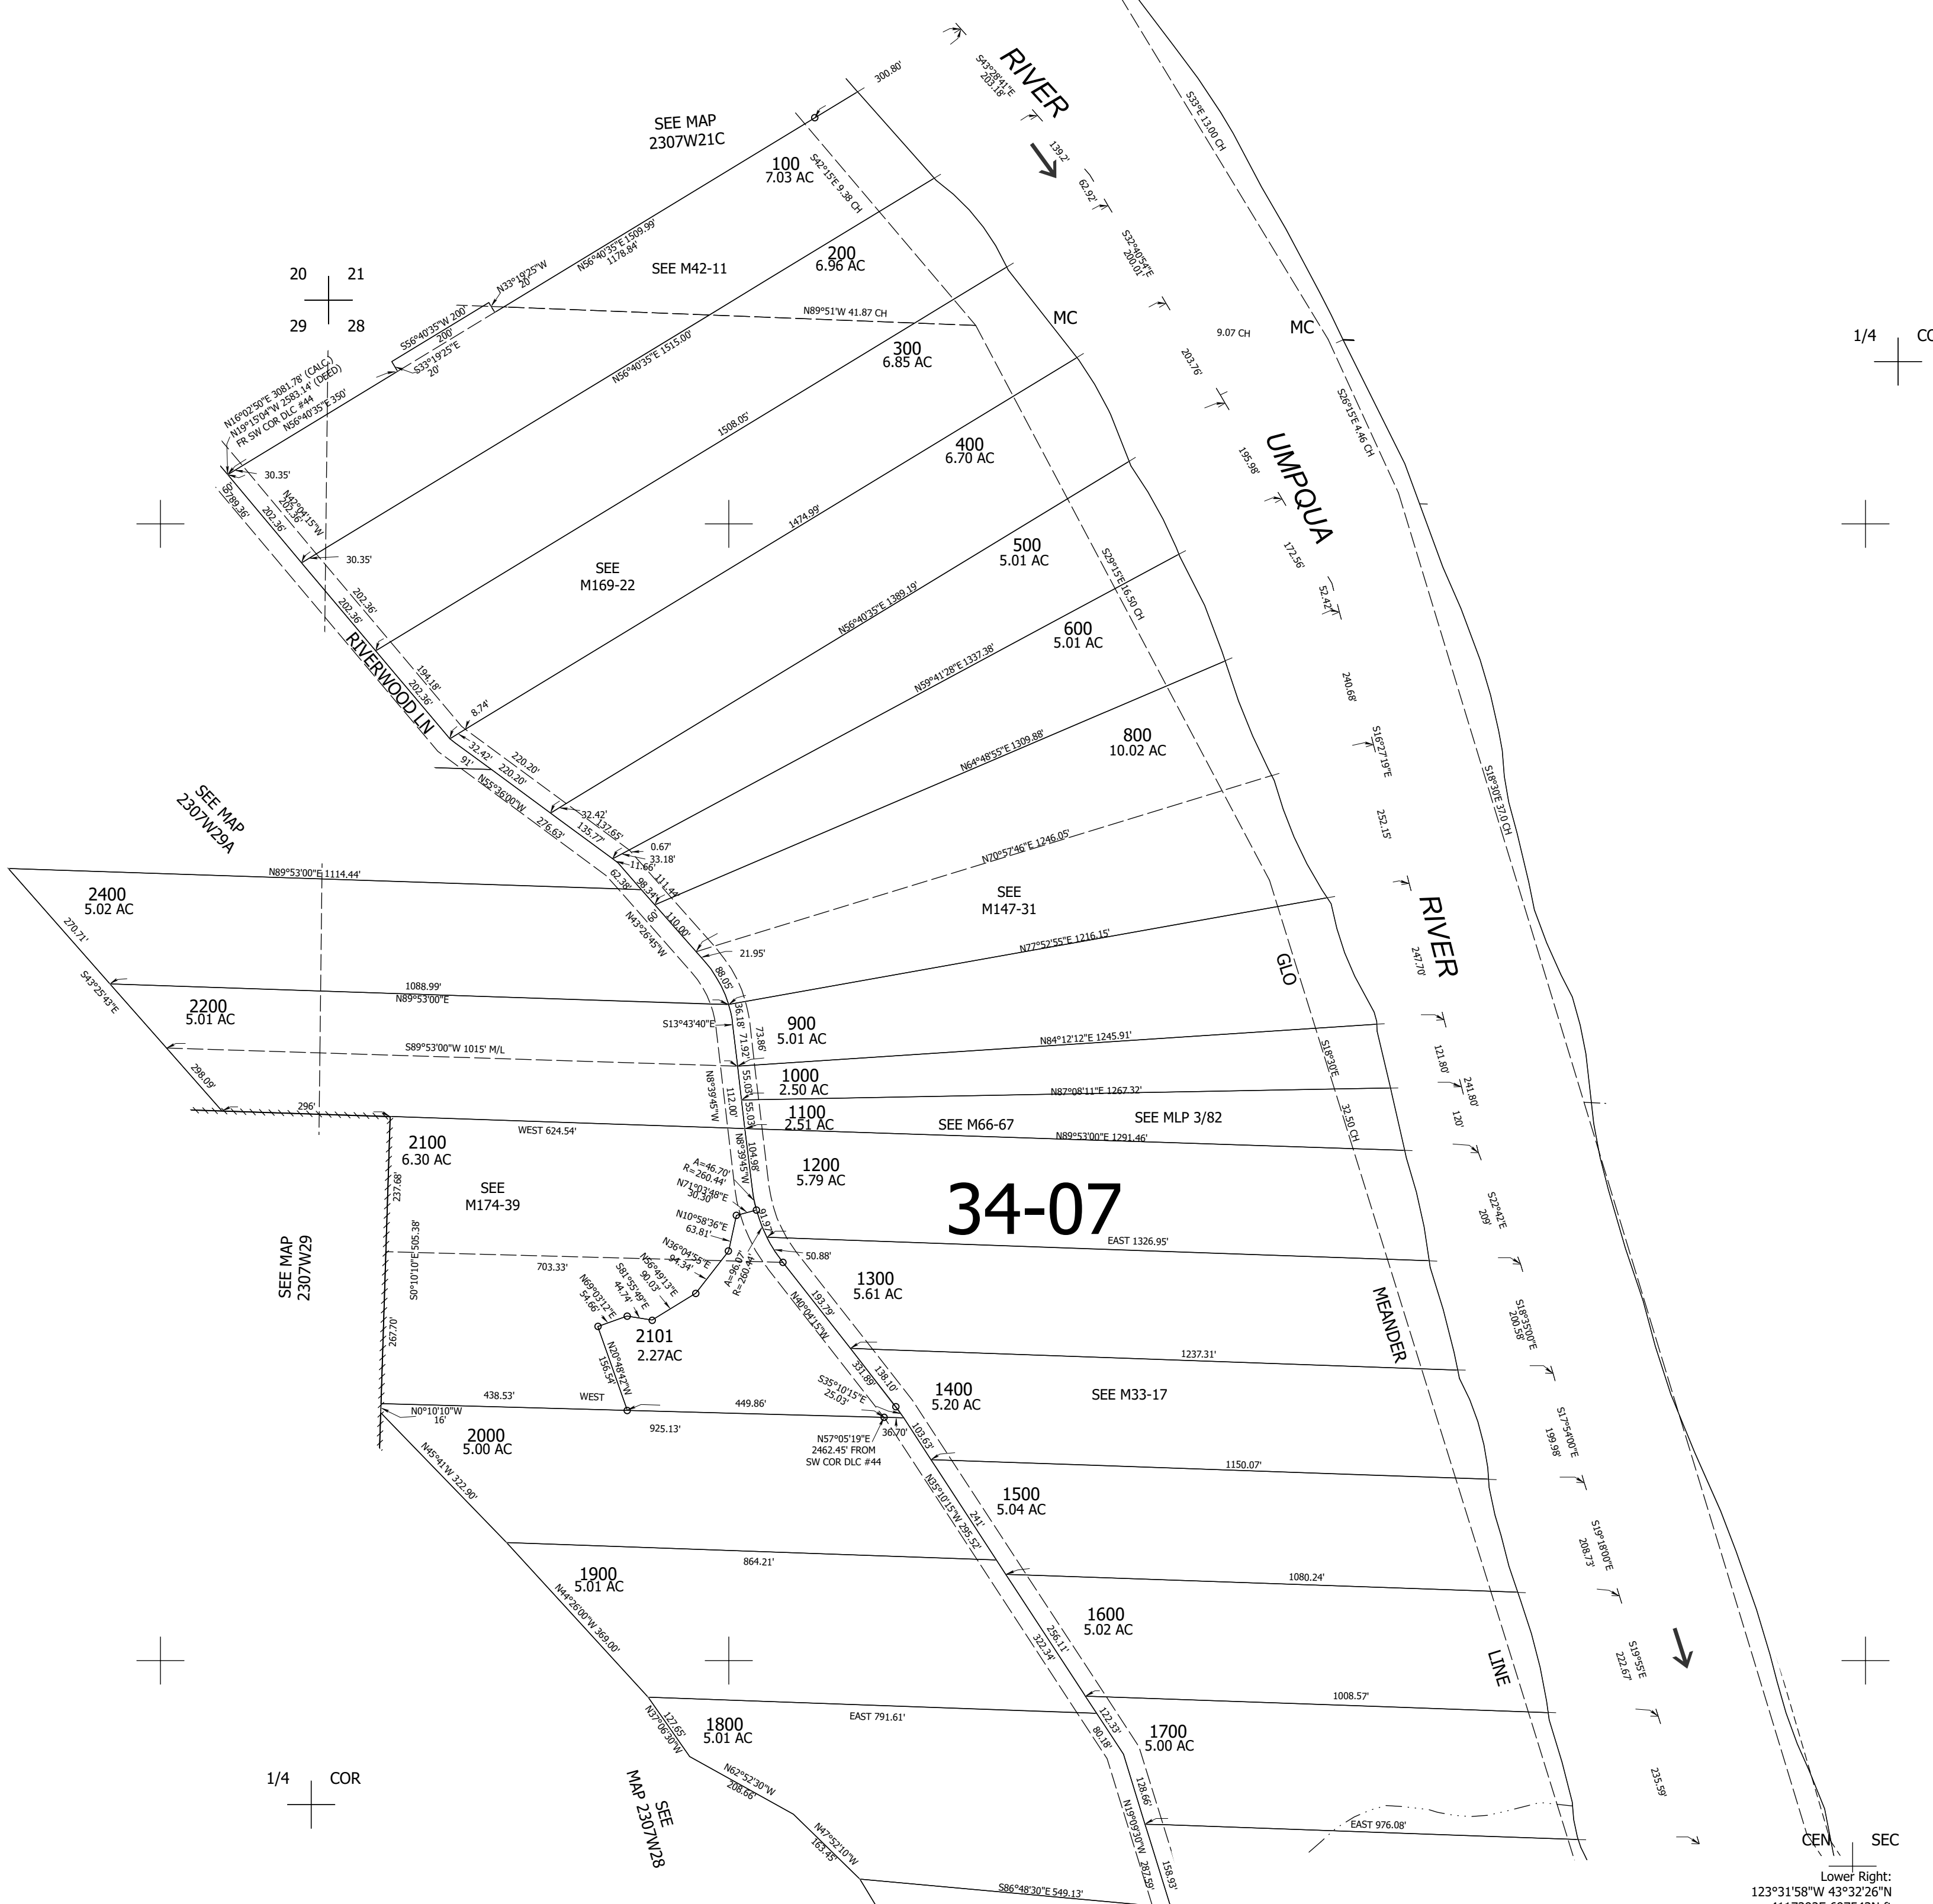 300.80'
S43°28'41"E
203.18'
RIVER
SEE MAP
2307W21C
100
7.03 AC
S42°15'E 9.38 CH
139.2'
62.92'
S33°E 13.00 CH
N56°40'35"E 1509.99'
1178.84'
N33°19'25"W
20'
SEE M42-11
200
6.96 AC
S32°40'54"E
200.01'
20 21
29 28
S56°40'35"W 200'
200'
S33°19'25"E
20'
N89°51'W 41.87 CH
MC
9.07 CH
MC
1/4 CO
N16°02'50"E 3081.78' (CALC.)
N19°15'04"W 2583.14' (DEED)
FR SW COR DLC #44
N56°40'35"E 350'
N56°40'35"E 1515.00'
300
6.85 AC
203.76'
S26°15'E 4.46 CH
30.35'
60'
789.36'
202.36'
N42°04'15"W
202.36'
1508.05'
400
6.70 AC
195.98'
UMPQUA
30.35'
202.36'
202.36'
SEE
M169-22
1474.99'
500
5.01 AC
S29°15'E 16.50 CH
172.56'
52.42'
RIVERWOOD LN
194.18'
202.36'
8.74'
N56°40'35"E 1389.19'
600
5.01 AC
N59°41'28"E 1337.38'
240.68'
S16°27'19"E
32.42'
220.20'
91'
220.20'
N55°36'00"W
276.63'
N64°48'55"E 1309.88'
800
10.02 AC
252.15'
S18°30'E 37.0 CH
SEE MAP
2307W29A
32.42'
137.65'
135.77'
0.67'
33.18'
11.66'
N70°57'46"E 1246.05'
N89°53'00"E 1114.44'
2400
5.02 AC
62.38'
98.34'
111.44'
60'
110.00'
N43°26'45"W
SEE
M147-31
270.71'
S43°25'43"E
21.95'
88.05'
N77°52'55"E 1216.15'
GLO
RIVER
247.70'
1088.99'
N89°53'00"E
2200
5.01 AC
S13°43'40"E
36.18'
71.92'
73.86'
900
5.01 AC
N84°12'12"E 1245.91'
S18°30'E
121.80'
S89°53'00"W 1015' M/L
298.09'
N8°39'45"W
112.00'
55.03'
1000
2.50 AC
N87°08'11"E 1267.32'
241.80'
120'
296'
55.03'
1100
2.51 AC
SEE M66-67
SEE MLP 3/82
32.50 CH
WEST 624.54'
N89°53'00"E 1291.46'
2100
6.30 AC
N8°39'45"W
104.98'
A=46.70'
R=260.44'
1200
5.79 AC
237.68'
SEE
M174-39
N71°03'48"E
30.30'
34-07
S22°42'E
209'
N10°58'36"E
63.81'
91.97'
EAST 1326.95'
SEE MAP
2307W29
S0°10'10"E 505.38'
703.33'
N36°04'55"E
94.34'
50.88'
N56°49'13"E
90.03'
A=96.07'
R=260.44'
S81°55'49"E
44.74'
N69°03'12"E
54.66'
1300
5.61 AC
193.79'
N40°04'15"W
MEANDER
S18°35'00"E
200.58'
267.70'
2101
2.27AC
N20°48'42"W
156.54'
1237.31'
331.89'
138.10'
S35°10'15"E
25.03'
1400
5.20 AC
SEE M33-17
438.53'
WEST
449.86'
N0°10'10"W
16'
925.13'
36.70'
103.63'
2000
5.00 AC
N57°05'19"E
2462.45' FROM
SW COR DLC #44
S17°54'00"E
199.98'
N45°41'W 322.90'
1150.07'
1500
5.04 AC
N35°10'15"W 295.52'
241'
864.21'
S19°18'00"E
208.73'
1900
5.01 AC
N44°26'00"W 369.00'
1080.24'
1600
5.02 AC
322.34'
256.11'
LINE
S19°55'E
222.67'
1008.57'
127.65'
N37°06'30"W
1800
5.01 AC
EAST 791.61'
122.33'
80.18'
1700
5.00 AC
1/4 COR
N62°52'30"W
208.66'
128.66'
235.59'
SEE
MAP 2307W28
N47°52'10"W
163.45'
N19°09'30"W
287.59'
158.93'
EAST 976.08'
CEN SEC
S86°48'30"E 549.13'
Lower Right:
123°31'58"W 43°32'26"N